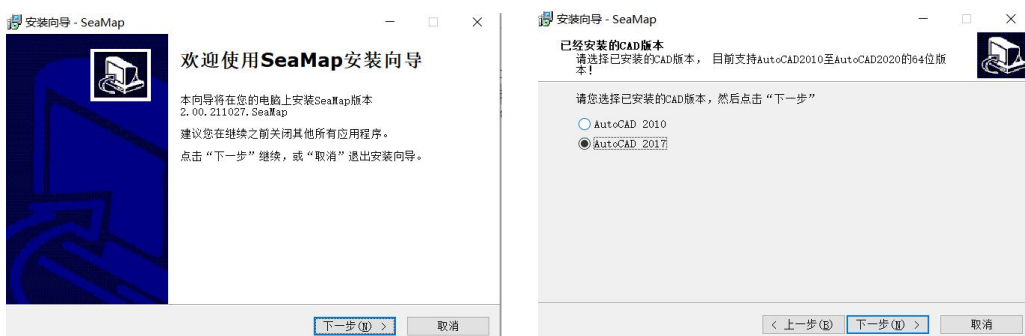 安装向导 - SeaMap
欢迎使用SeaMap安装向导
本向导将在您的电脑上安装SeaMap版本
2.00.211027.SeaMap
建议您在继续之前关闭其他所有应用程序。
点击“下一步”继续，或“取消”退出安装向导。
下一步(N) >
取消
安装向导 - SeaMap
已经安装的CAD版本
请选择已安装的CAD版本， 目前支持AutoCAD2010至AutoCAD2020的64位版
本！
请您选择已安装的CAD版本，然后点击“下一步”
AutoCAD 2010
AutoCAD 2017
< 上一步(B)
下一步(N) >
取消